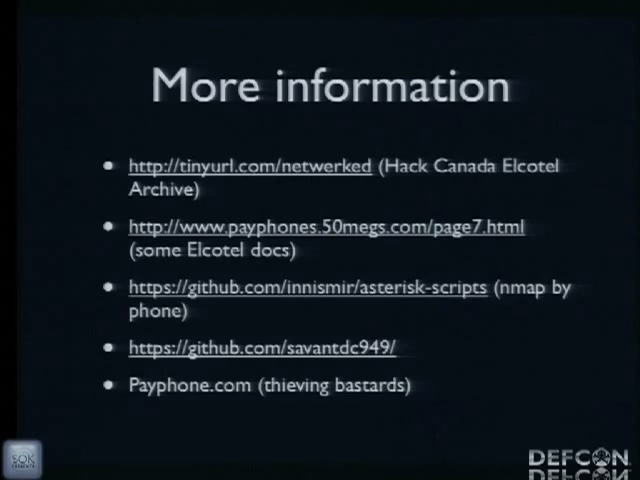 More information
• http://tinyurl.com/netwerked (Hack Canada Elcotel
Archive)
• http://www.payphones.50megs.com/page7.html
(some Elcotel docs)
• https://github.com/innismir/asterisk-scripts (nmap by
phone)
• https://github.com/savantdc949/
• Payphone.com (thieving bastards)
SOK
DEFCON